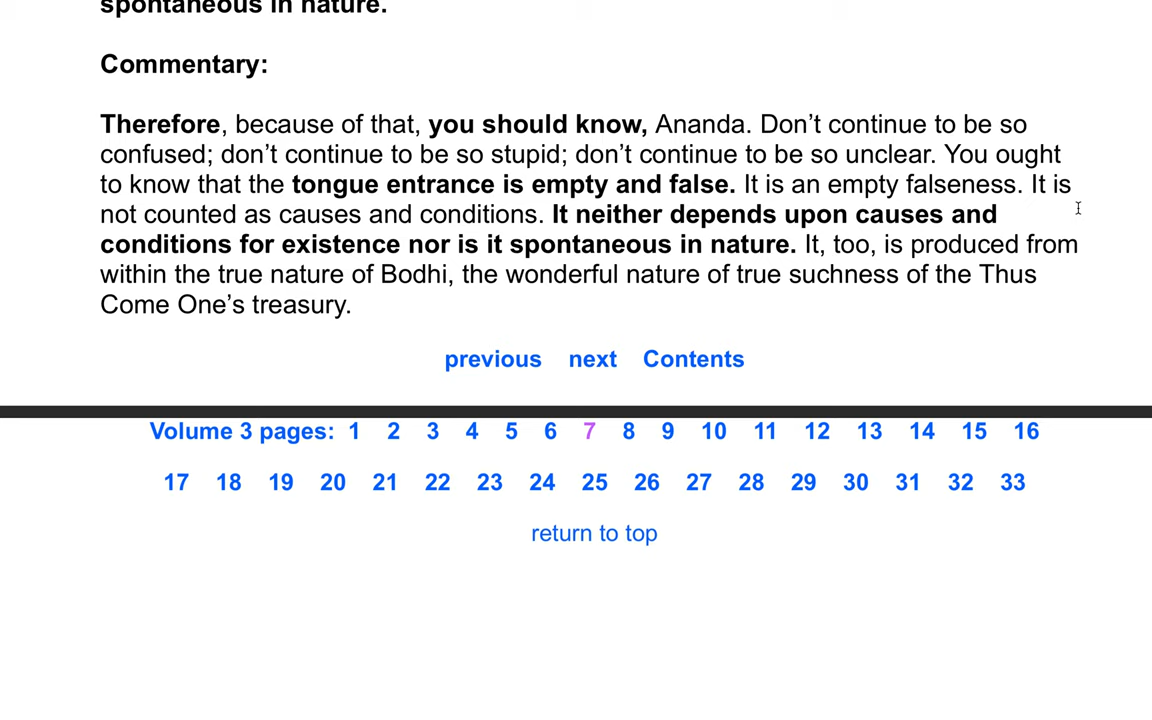 spontaneous in nature.
Commentary:
Therefore, because of that, you should know, Ananda. Don’t continue to be so
confused; don’t continue to be so stupid; don’t continue to be so unclear. You ought
to know that the tongue entrance is empty and false. It is an empty falseness. It is
not counted as causes and conditions. It neither depends upon causes and
conditions for existence nor is it spontaneous in nature. It, too, is produced from
within the true nature of Bodhi, the wonderful nature of true suchness of the Thus
Come One’s treasury.
previous next Contents
Volume 3 pages: 1 2 3 4 5 6 7 8 9 10 11 12 13 14 15 16
17 18 19 20 21 22 23 24 25 26 27 28 29 30 31 32 33
return to top